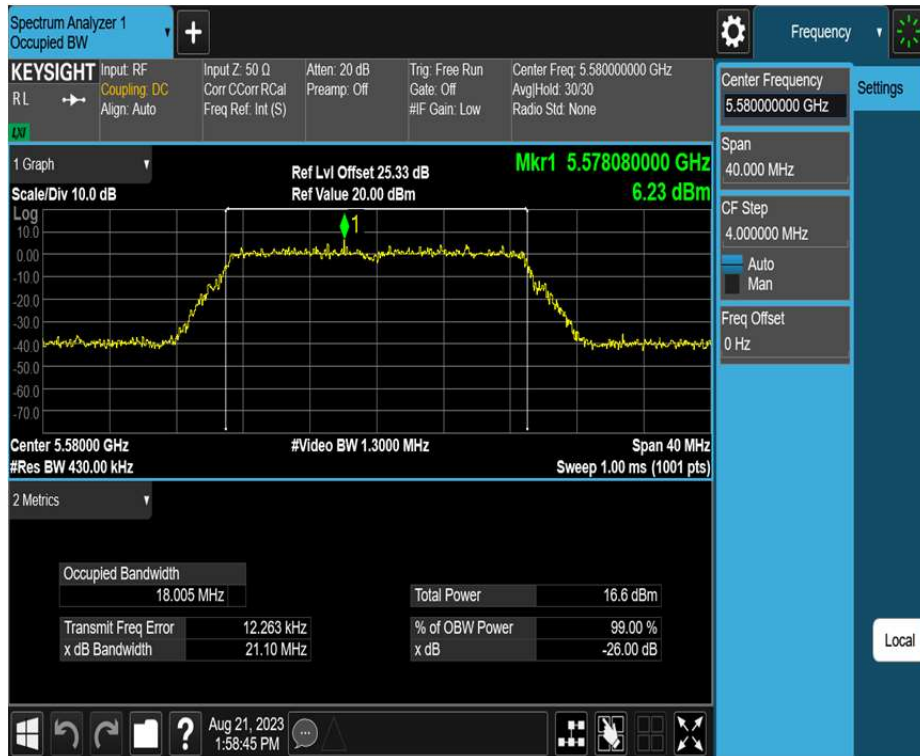 Spectrum Analyzer 1
Occupied BW
+
Frequency
KEYSIGHT
RL
LXI
Input: RF
Coupling: DC
Align: Auto
Input Z: 50 Ω
Corr CCorr RCal
Freq Ref: Int (S)
Atten: 20 dB
Preamp: Off
Trig: Free Run
Gate: Off
#IF Gain: Low
Center Freq: 5.580000000 GHz
Avg|Hold: 30/30
Radio Std: None
Center Frequency
5.580000000 GHz
Settings
Span
40.000 MHz
CF Step
4.000000 MHz
Auto
Man
Freq Offset
0 Hz
Local
1 Graph
Scale/Div 10.0 dB
Ref Lvl Offset 25.33 dB
Ref Value 20.00 dBm
Mkr1 5.578080000 GHz
6.23 dBm
Log
10.0
0.00
-10.0
-20.0
-30.0
-40.0
-50.0
-60.0
-70.0
1
Center 5.58000 GHz
#Video BW 1.3000 MHz
Span 40 MHz
#Res BW 430.00 kHz
Sweep 1.00 ms (1001 pts)
2 Metrics
Occupied Bandwidth
18.005 MHz
Total Power 16.6 dBm
Transmit Freq Error 12.263 kHz
% of OBW Power 99.00 %
x dB Bandwidth 21.10 MHz
x dB -26.00 dB
?
Aug 21, 2023
1:58:45 PM